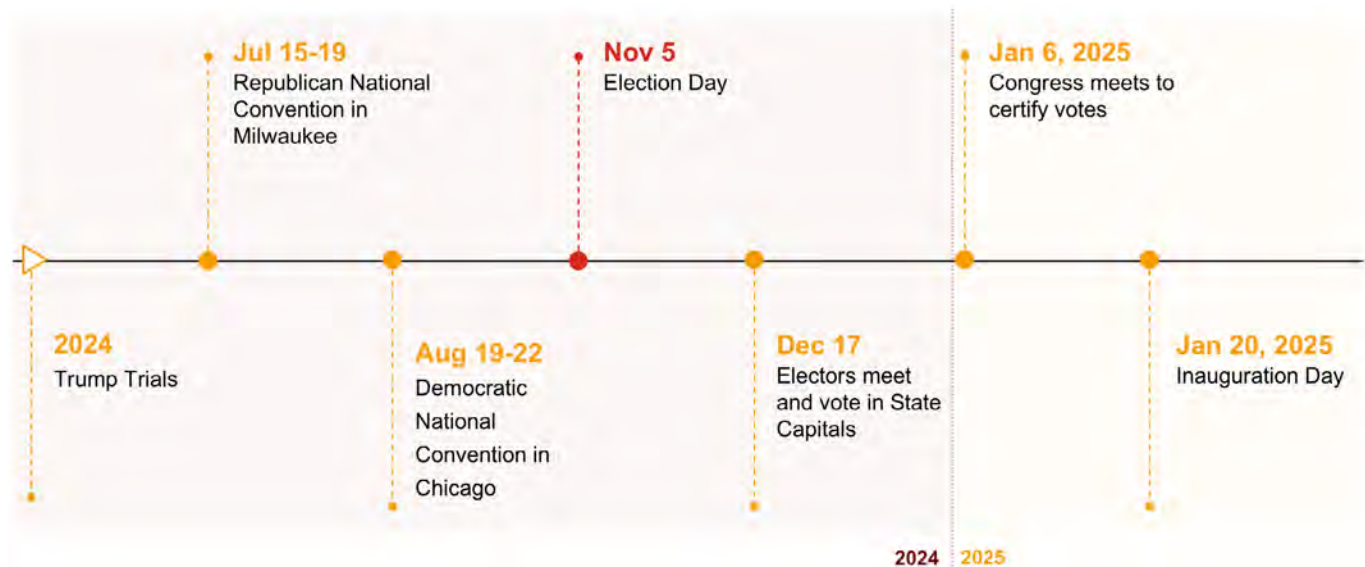 Jul 15-19
Republican National
Convention in
Milwaukee
Nov 5
Election Day
Jan 6, 2025
Congress meets to
certify votes
2024
Trump Trials
Aug 19-22
Democratic
National
Convention in
Chicago
Dec 17
Electors meet
and vote in State
Capitals
Jan 20, 2025
Inauguration Day
2024
2025